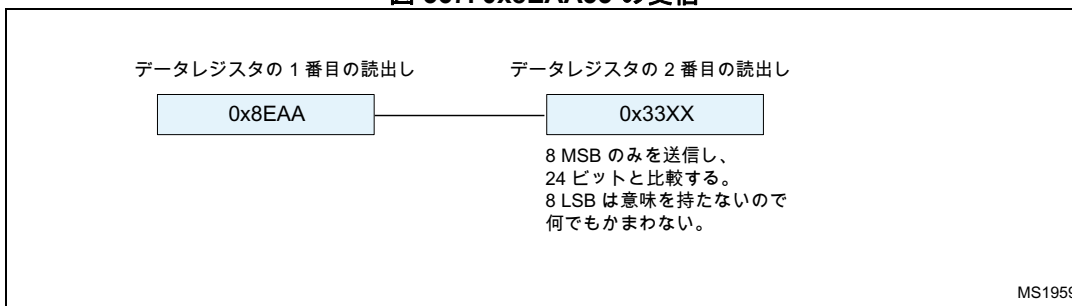 データレジスタの 1 番目の読出し
データレジスタの 2 番目の読出し
0x8EAA
0x33XX
8 MSB のみを送信し、
24 ビットと比較する。
8 LSB は意味を持たないので
何でもかまわない。
MS1959